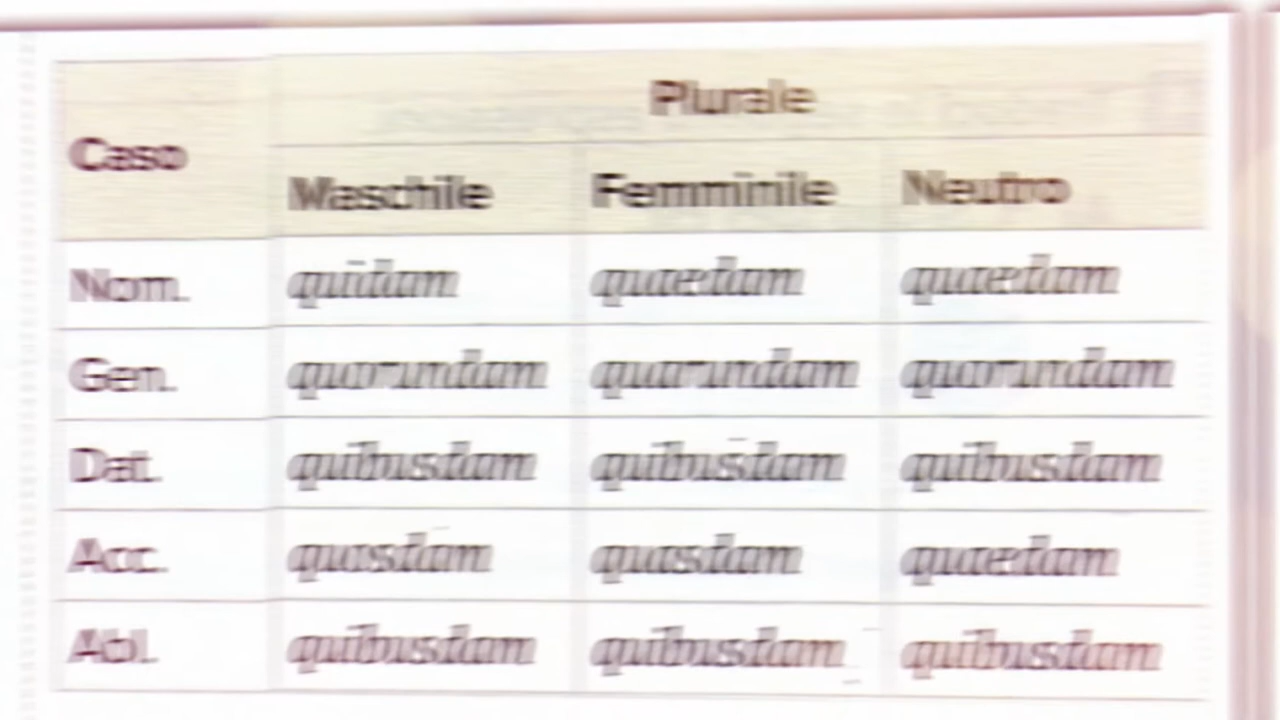 Plurale
Caso
Maschile Femminile Neutro
Nom. quidam quaedam quaedam
Gen. quorundam quarundam quorundam
Dat. quibusdam quibusdam quibusdam
Acc. quosdam quasdam quaedam
Abl. quibusdam quibusdam quibusdam